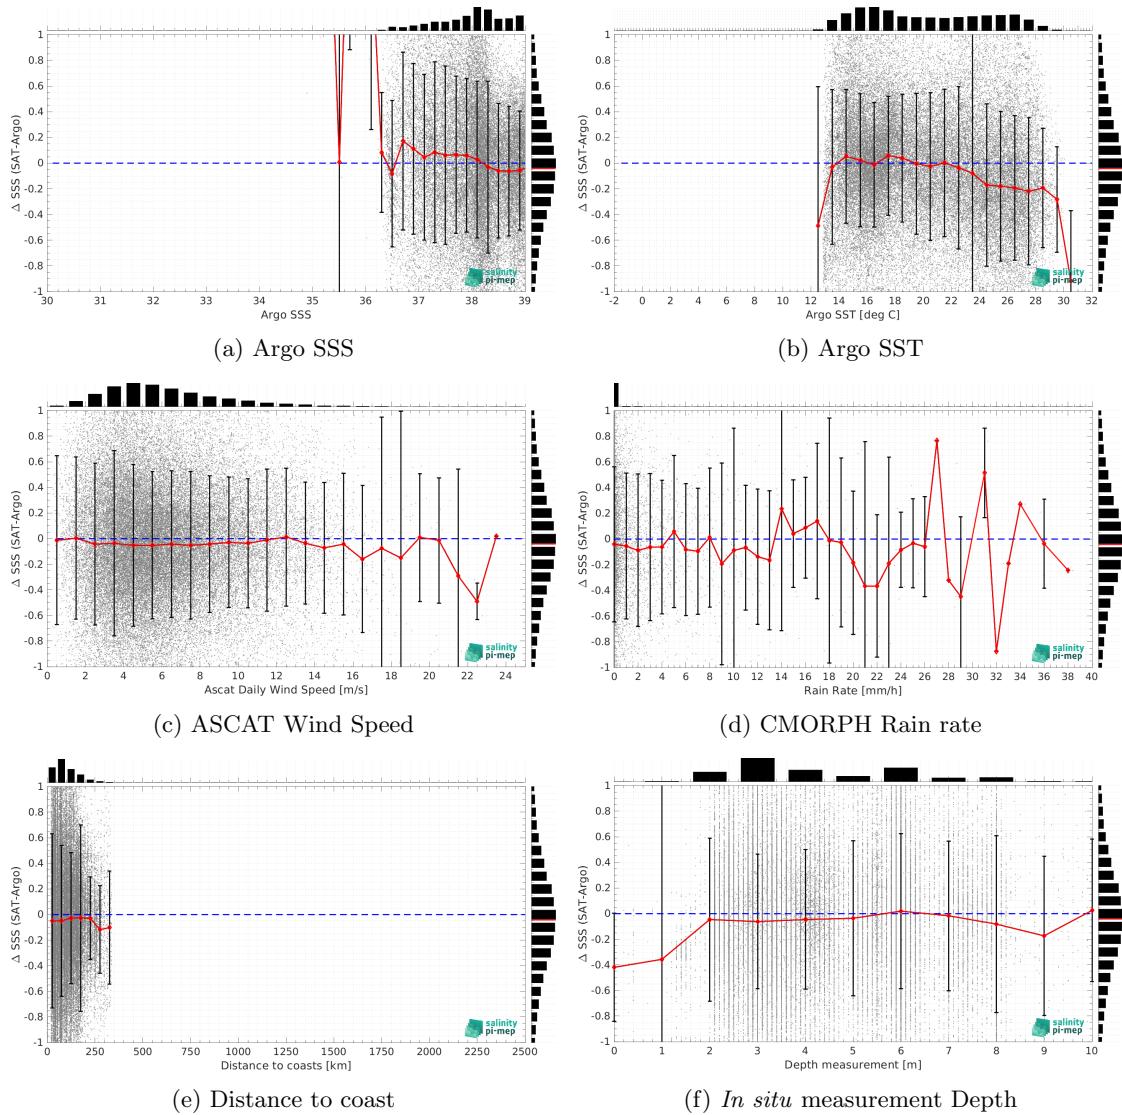 1
0.8
0.6
0.4
0.2
0
-0.2
-0.4
-0.6
-0.8
-1
Δ SSS (SAT-Argo)
salinity
pi-mep
30 31 32 33 34 35 36 37 38 39
Argo SSS
(a) Argo SSS
1
0.8
0.6
0.4
0.2
0
-0.2
-0.4
-0.6
-0.8
-1
Δ SSS (SAT-Argo)
salinity
pi-mep
-2 0 2 4 6 8 10 12 14 16 18 20 22 24 26 28 30 32
Argo SST [deg C]
(b) Argo SST
1
0.8
0.6
0.4
0.2
0
-0.2
-0.4
-0.6
-0.8
-1
Δ SSS (SAT-Argo)
salinity
pi-mep
0 2 4 6 8 10 12 14 16 18 20 22 24
Ascat Daily Wind Speed [m/s]
(c) ASCAT Wind Speed
1
0.8
0.6
0.4
0.2
0
-0.2
-0.4
-0.6
-0.8
-1
Δ SSS (SAT-Argo)
salinity
pi-mep
0 2 4 6 8 10 12 14 16 18 20 22 24 26 28 30 32 34 36 38 40
Rain Rate [mm/h]
(d) CMORPH Rain rate
1
0.8
0.6
0.4
0.2
0
-0.2
-0.4
-0.6
-0.8
-1
Δ SSS (SAT-Argo)
salinity
pi-mep
0 250 500 750 1000 1250 1500 1750 2000 2250 2500
Distance to coasts [km]
(e) Distance to coast
1
0.8
0.6
0.4
0.2
0
-0.2
-0.4
-0.6
-0.8
-1
Δ SSS (SAT-Argo)
salinity
pi-mep
0 1 2 3 4 5 6 7 8 9 10
Depth measurement [m]
(f) In situ measurement Depth